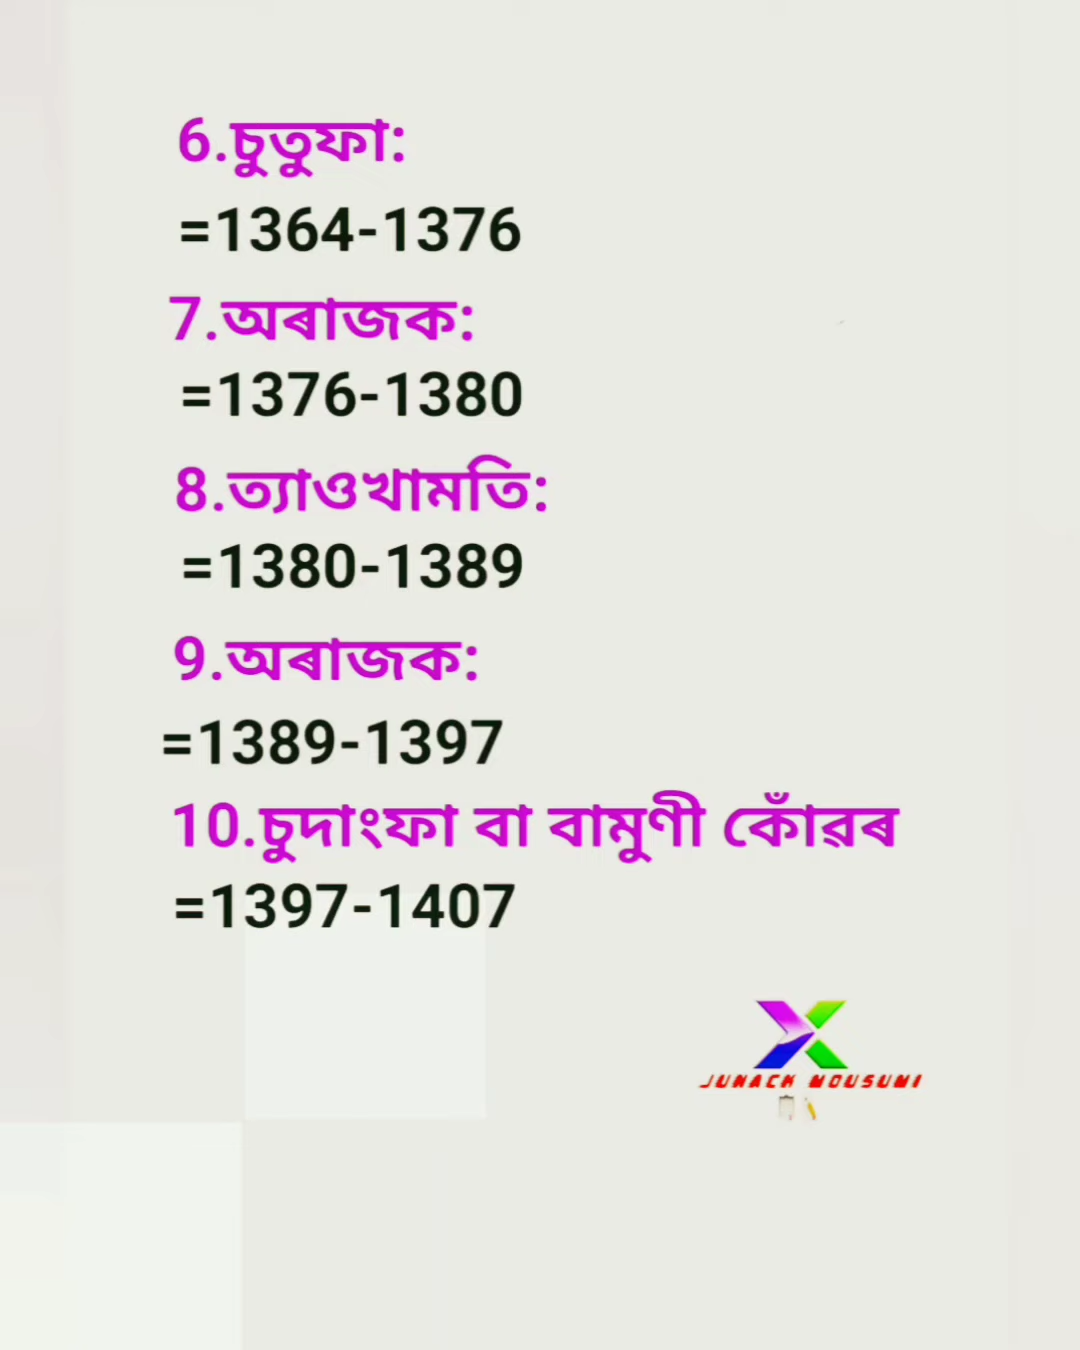 6.চুতুফা:
=1364-1376
7.অৰাজক:
=1376-1380
8.ত্যাওখামতি:
=1380-1389
9.অৰাজক:
=1389-1397
10.চুদাংফা বা বামুণী কোঁৱৰ
=1397-1407
JUNACK MOUSUMI